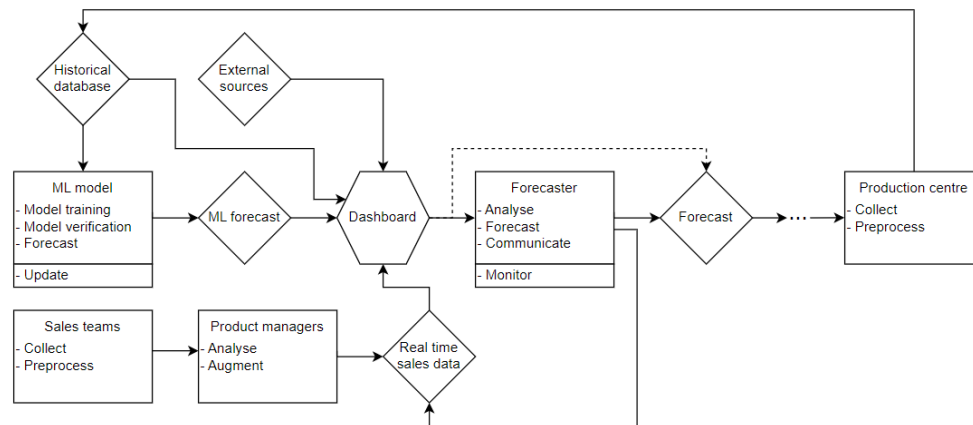 Historical
database
External
sources
ML model
- Model training
- Model verification
- Forecast
- Update
ML forecast
Dashboard
Forecaster
- Analyse
- Forecast
- Communicate
- Monitor
Forecast
...
Production centre
- Collect
- Preprocess
Sales teams
- Collect
- Preprocess
Product managers
- Analyse
- Augment
Real time
sales data